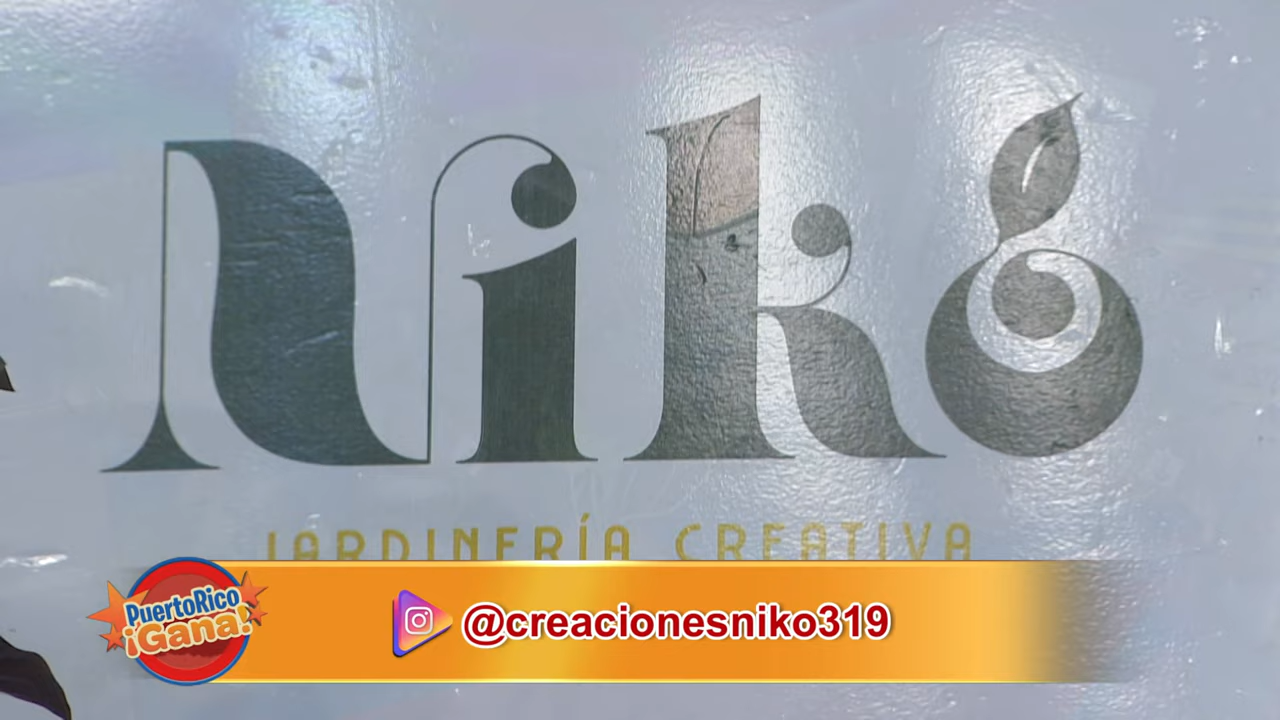 Niko
JARDINERÍA CREATIVA
PuertoRico
¡Gana!
@creacionesniko319